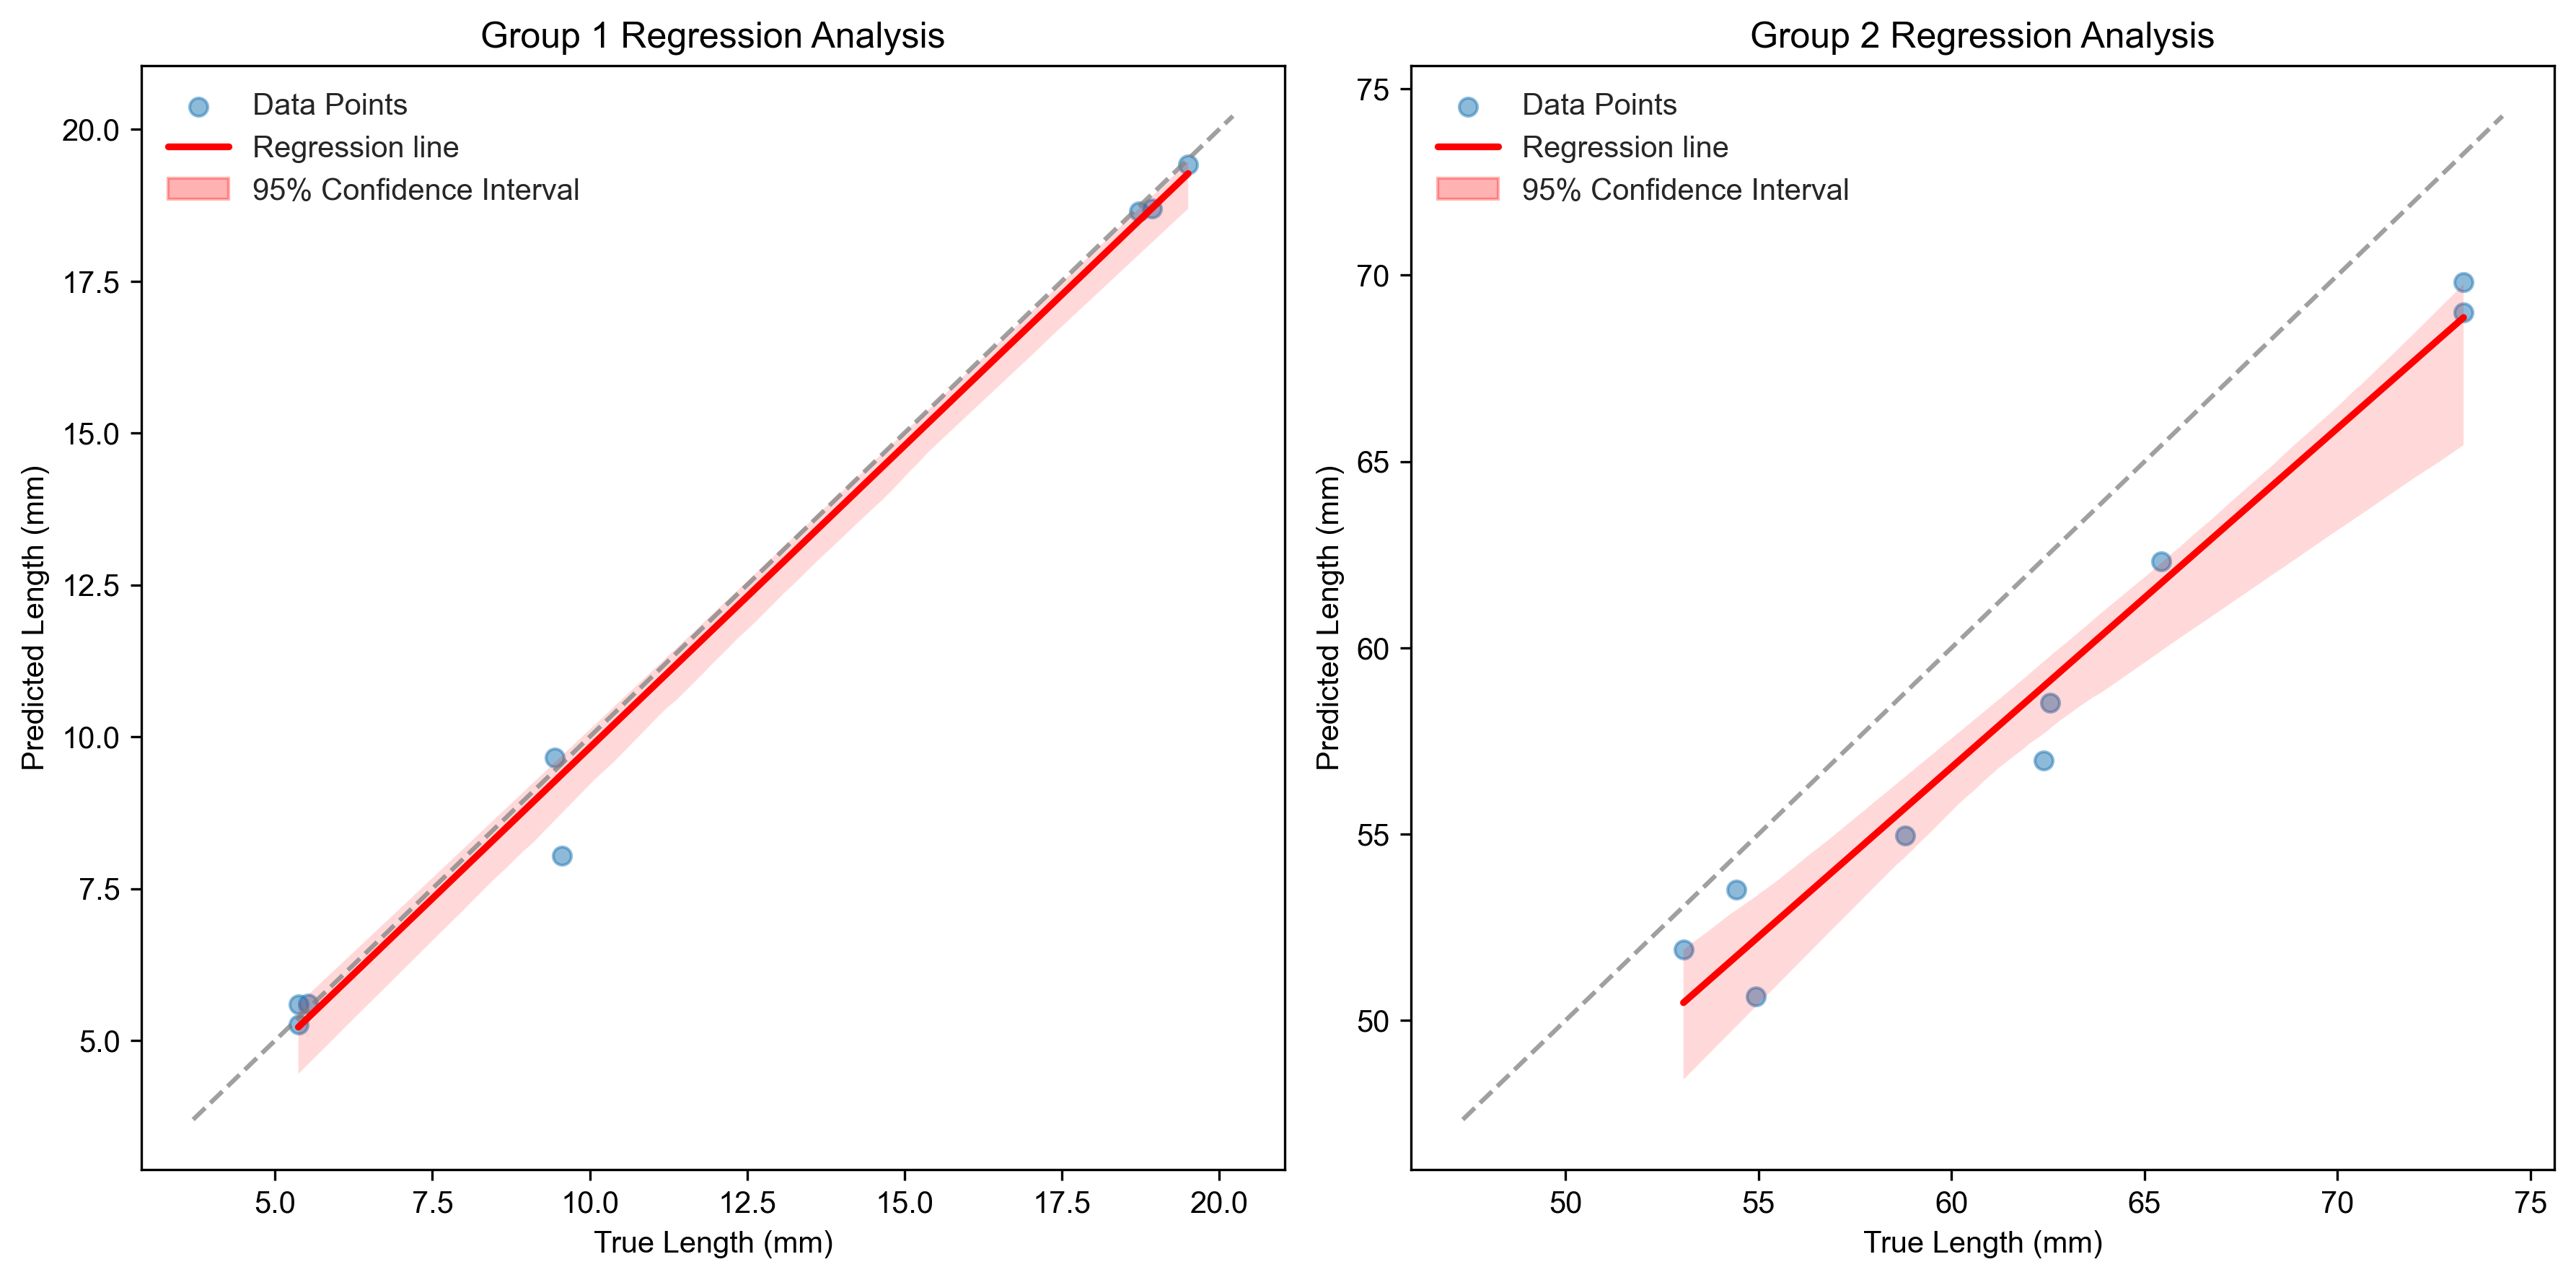 Group 1 Regression Analysis
Data Points
Regression line
95% Confidence Interval
20.0
17.5
15.0
12.5
10.0
7.5
5.0
Predicted Length (mm)
5.0 7.5 10.0 12.5 15.0 17.5 20.0
True Length (mm)
Group 2 Regression Analysis
Data Points
Regression line
95% Confidence Interval
75
70
65
60
55
50
Predicted Length (mm)
50 55 60 65 70 75
True Length (mm)